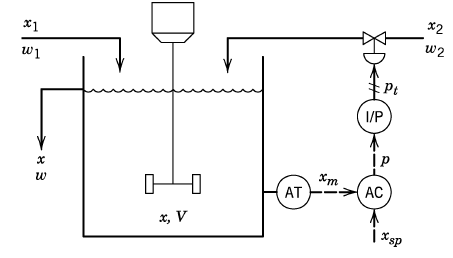 x₁
w₁
x₂
w₂
pₜ
I/P
x
w
p
xₘ
AT
AC
x, V
xₛₚ